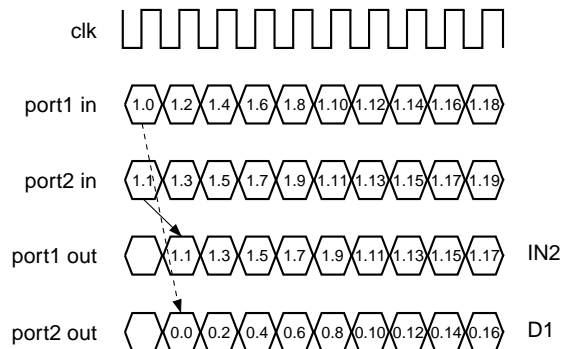 clk
port1 in 1.0 1.2 1.4 1.6 1.8 1.10 1.12 1.14 1.16 1.18
port2 in 1.1 1.3 1.5 1.7 1.9 1.11 1.13 1.15 1.17 1.19
port1 out 1.1 1.3 1.5 1.7 1.9 1.11 1.13 1.15 1.17 IN2
port2 out 0.0 0.2 0.4 0.6 0.8 0.10 0.12 0.14 0.16 D1